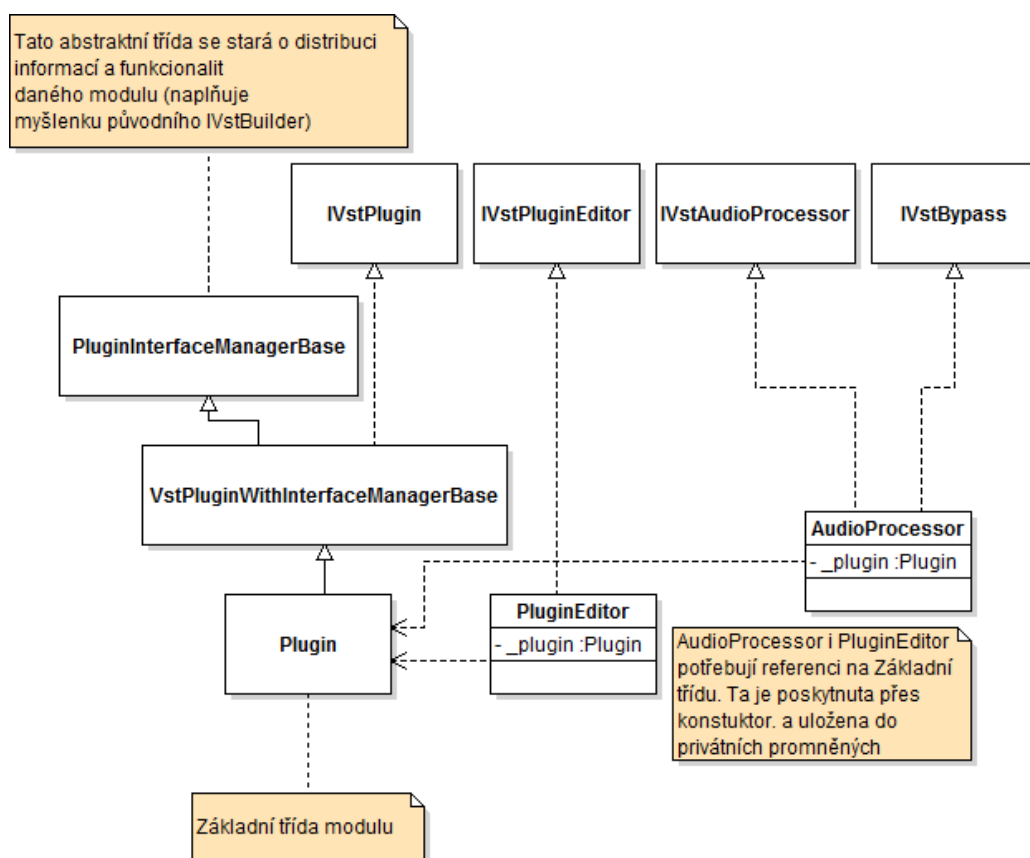 Tato abstraktní třída se stará o distribuci
informací a funkcionalit
daného modulu (naplňuje
myšlenku původního IVstBuilder)
IVstPlugin
IVstPluginEditor
IVstAudioProcessor
IVstBypass
PluginInterfaceManagerBase
VstPluginWithInterfaceManagerBase
AudioProcessor
- _plugin :Plugin
Plugin
PluginEditor
- _plugin :Plugin
AudioProcessor i PluginEditor
potřebují referenci na Základní
třídu. Ta je poskytnuta přes
konstuktor. a uložena do
privátních promněných
Základní třída modulu